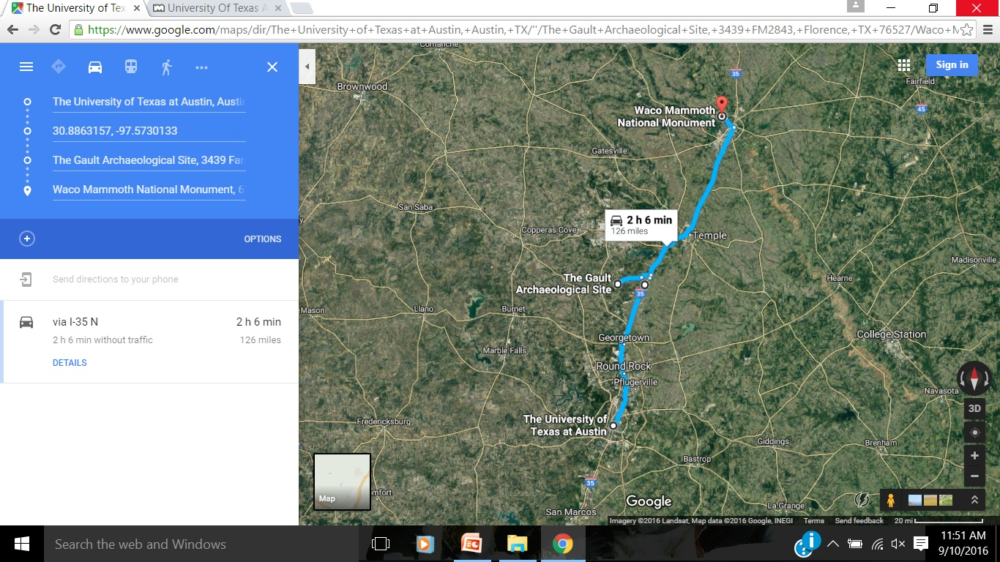 The University of Tex
University Of Texas A
https://www.google.com/maps/dir/The+University+of+Texas+at+Austin,+Austin,+TX/''/The+Gault+Archaeological+Site,+3439+FM2843,+Florence,+TX+76527/Waco+M
The University of Texas at Austin, Austi
30.8863157, -97.5730133
The Gault Archaeological Site, 3439 Far
Waco Mammoth National Monument, 6
OPTIONS
Send directions to your phone
via I-35 N
2 h 6 min
2 h 6 min without traffic
126 miles
DETAILS
Sign in
Comanche
35
Brownwood
Fairfield
45
Waco Mammoth
National Monument
Gatesville
San Saba
2 h 6 min
126 miles
Copperas Cove
Temple
Madisonville
The Gault
Archaeological Site
Hearne
35
Mason
Llano
Burnet
Georgetown
College Station
Marble Falls
Round Rock
Pflugerville
Navasota
3D
The University of
Texas at Austin
Fredericksburg
Giddings
Brenham
Bastrop
35
mfort
Map
San Marcos
Google
La Grange
Imagery ©2016 Landsat, Map data ©2016 Google, INEGI
Terms
Send feedback
20 mi
Search the web and Windows
11:51 AM
9/10/2016